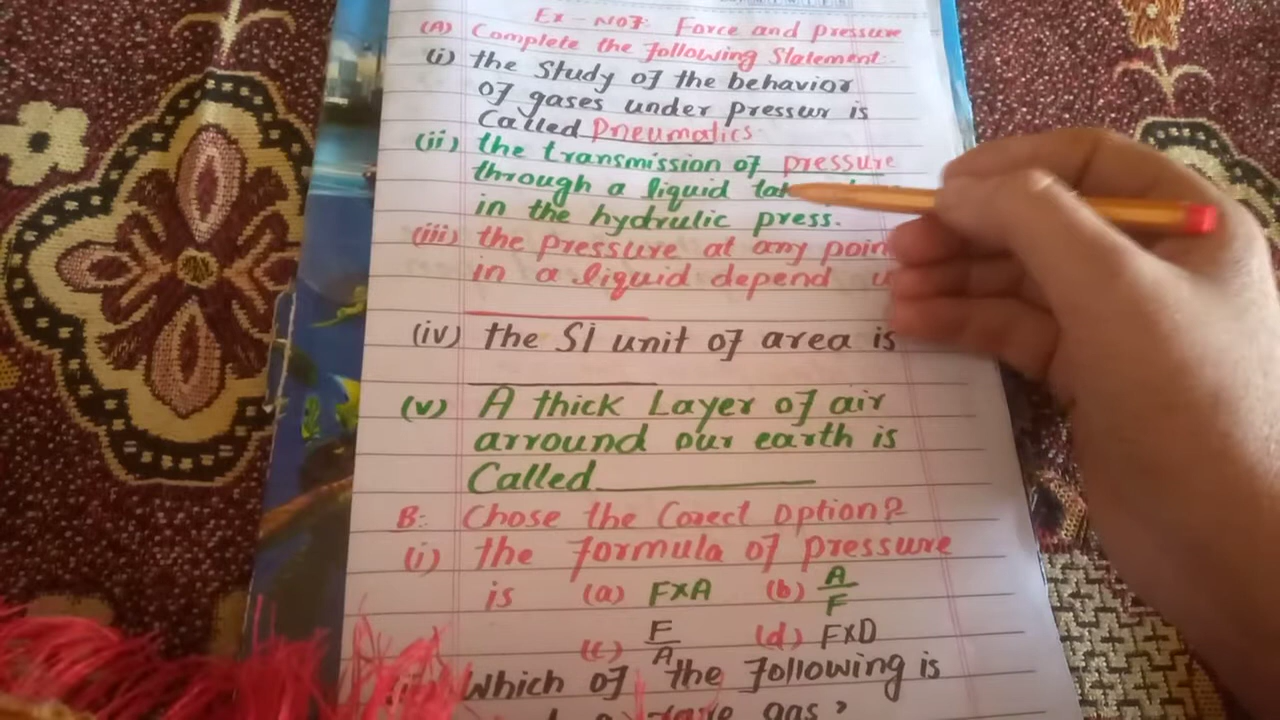 Ex - No7: Force and pressure
(A) Complete the following Statement:-
(i) the Study of the behavior
of gases under pressur is
Called Pneumatics.
(ii) the transmission of pressure
through a liquid
in the hydrulic press.
(iii) the pressure at any
in a liquid depend
(iv) the SI unit of area is
(v) A thick Layer of air
arround our earth is
Called
B:- Chose the Corect option?
(i) the formula of pressure
is (a) F×A (b) A/F
(c) F/A (d) F×D
Which of the following is
gas?